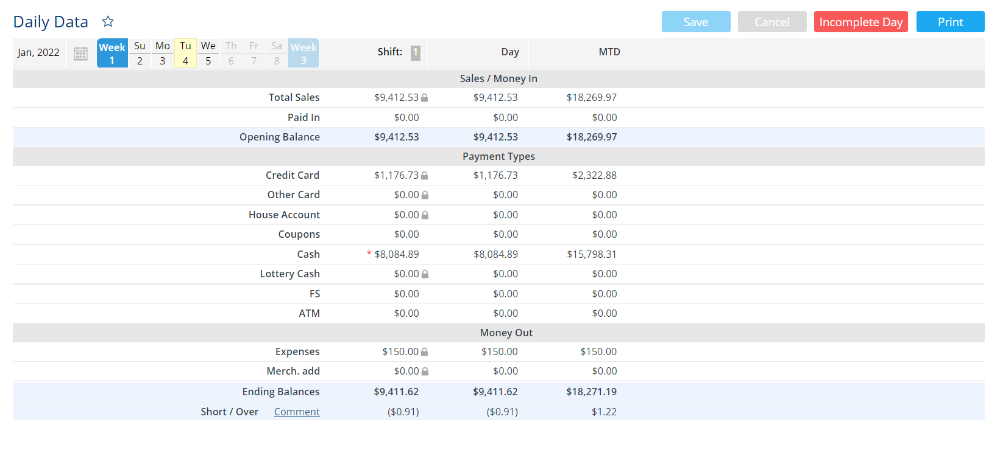 Daily Data Save Cancel Incomplete Day Print
Jan, 2022 Week 1 Su 2 Mo 3 Tu 4 We 5 Th 6 Fr 7 Sa 8 Week 3 Shift: 1 Day MTD
Sales / Money In
Total Sales $9,412.53 $9,412.53 $18,269.97
Paid In $0.00 $0.00 $0.00
Opening Balance $9,412.53 $9,412.53 $18,269.97
Payment Types
Credit Card $1,176.73 $1,176.73 $2,322.88
Other Card $0.00 $0.00 $0.00
House Account $0.00 $0.00 $0.00
Coupons $0.00 $0.00 $0.00
Cash * $8,084.89 $8,084.89 $15,798.31
Lottery Cash $0.00 $0.00 $0.00
FS $0.00 $0.00 $0.00
ATM $0.00 $0.00 $0.00
Money Out
Expenses $150.00 $150.00 $150.00
Merch. add $0.00 $0.00 $0.00
Ending Balances $9,411.62 $9,411.62 $18,271.19
Short / Over Comment ($0.91) ($0.91) $1.22